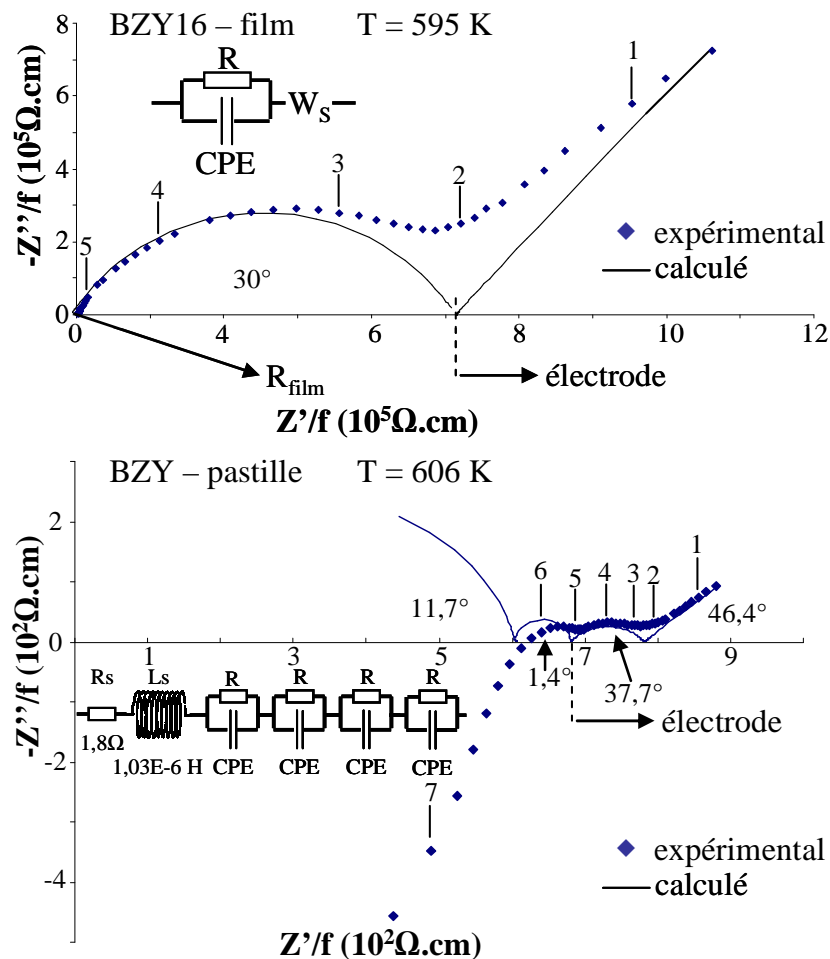 BZY16 – film T = 595 K
R
CPE
W_S
-Z’’/f (10⁵Ω.cm)
8
6
4
2
0
5
4
3
2
1
30°
expérimental
calculé
0 2 4 6 8 10 12
R_film
électrode
Z’/f (10⁵Ω.cm)
BZY – pastille T = 606 K
-Z’’/f (10²Ω.cm)
2
0
-2
-4
11,7°
6
5
4
3
2
1
46,4°
1 3 5 7 9
1,4°
37,7°
électrode
Rs Ls R R R R
1,8Ω
1,03E-6 H CPE CPE CPE CPE
7
expérimental
calculé
Z’/f (10²Ω.cm)